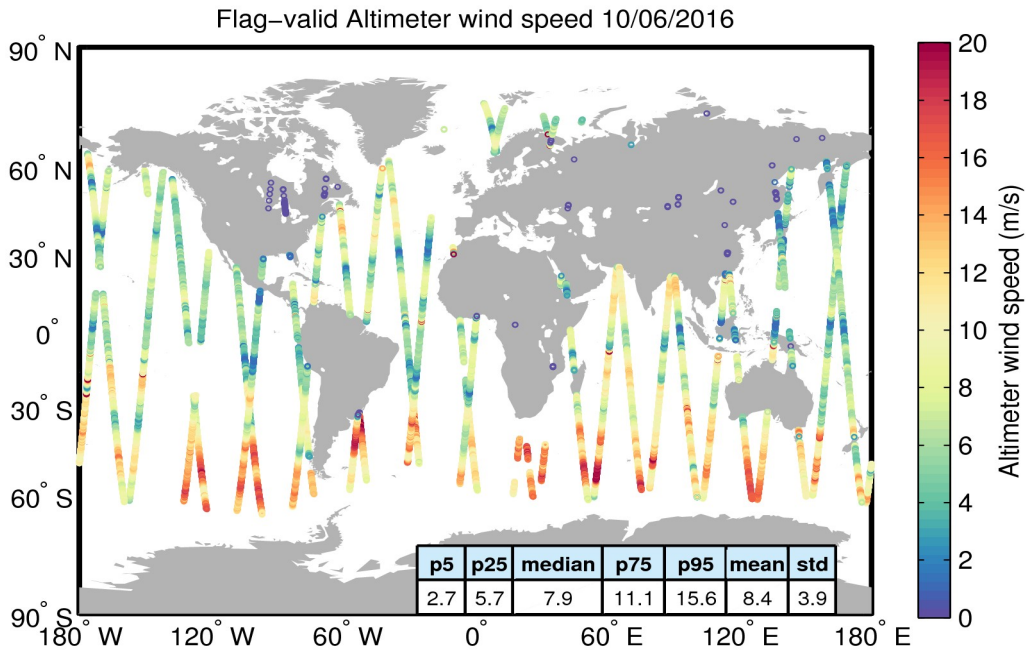 Flag−valid Altimeter wind speed 10/06/2016
90° N
60° N
30° N
0°
30° S
60° S
90° S
180° W
120° W
60° W
0°
60° E
120° E
180° E
p5 p25 median p75 p95 mean std
2.7 5.7 7.9 11.1 15.6 8.4 3.9
20
18
16
14
12
10
8
6
4
2
0
Altimeter wind speed (m/s)